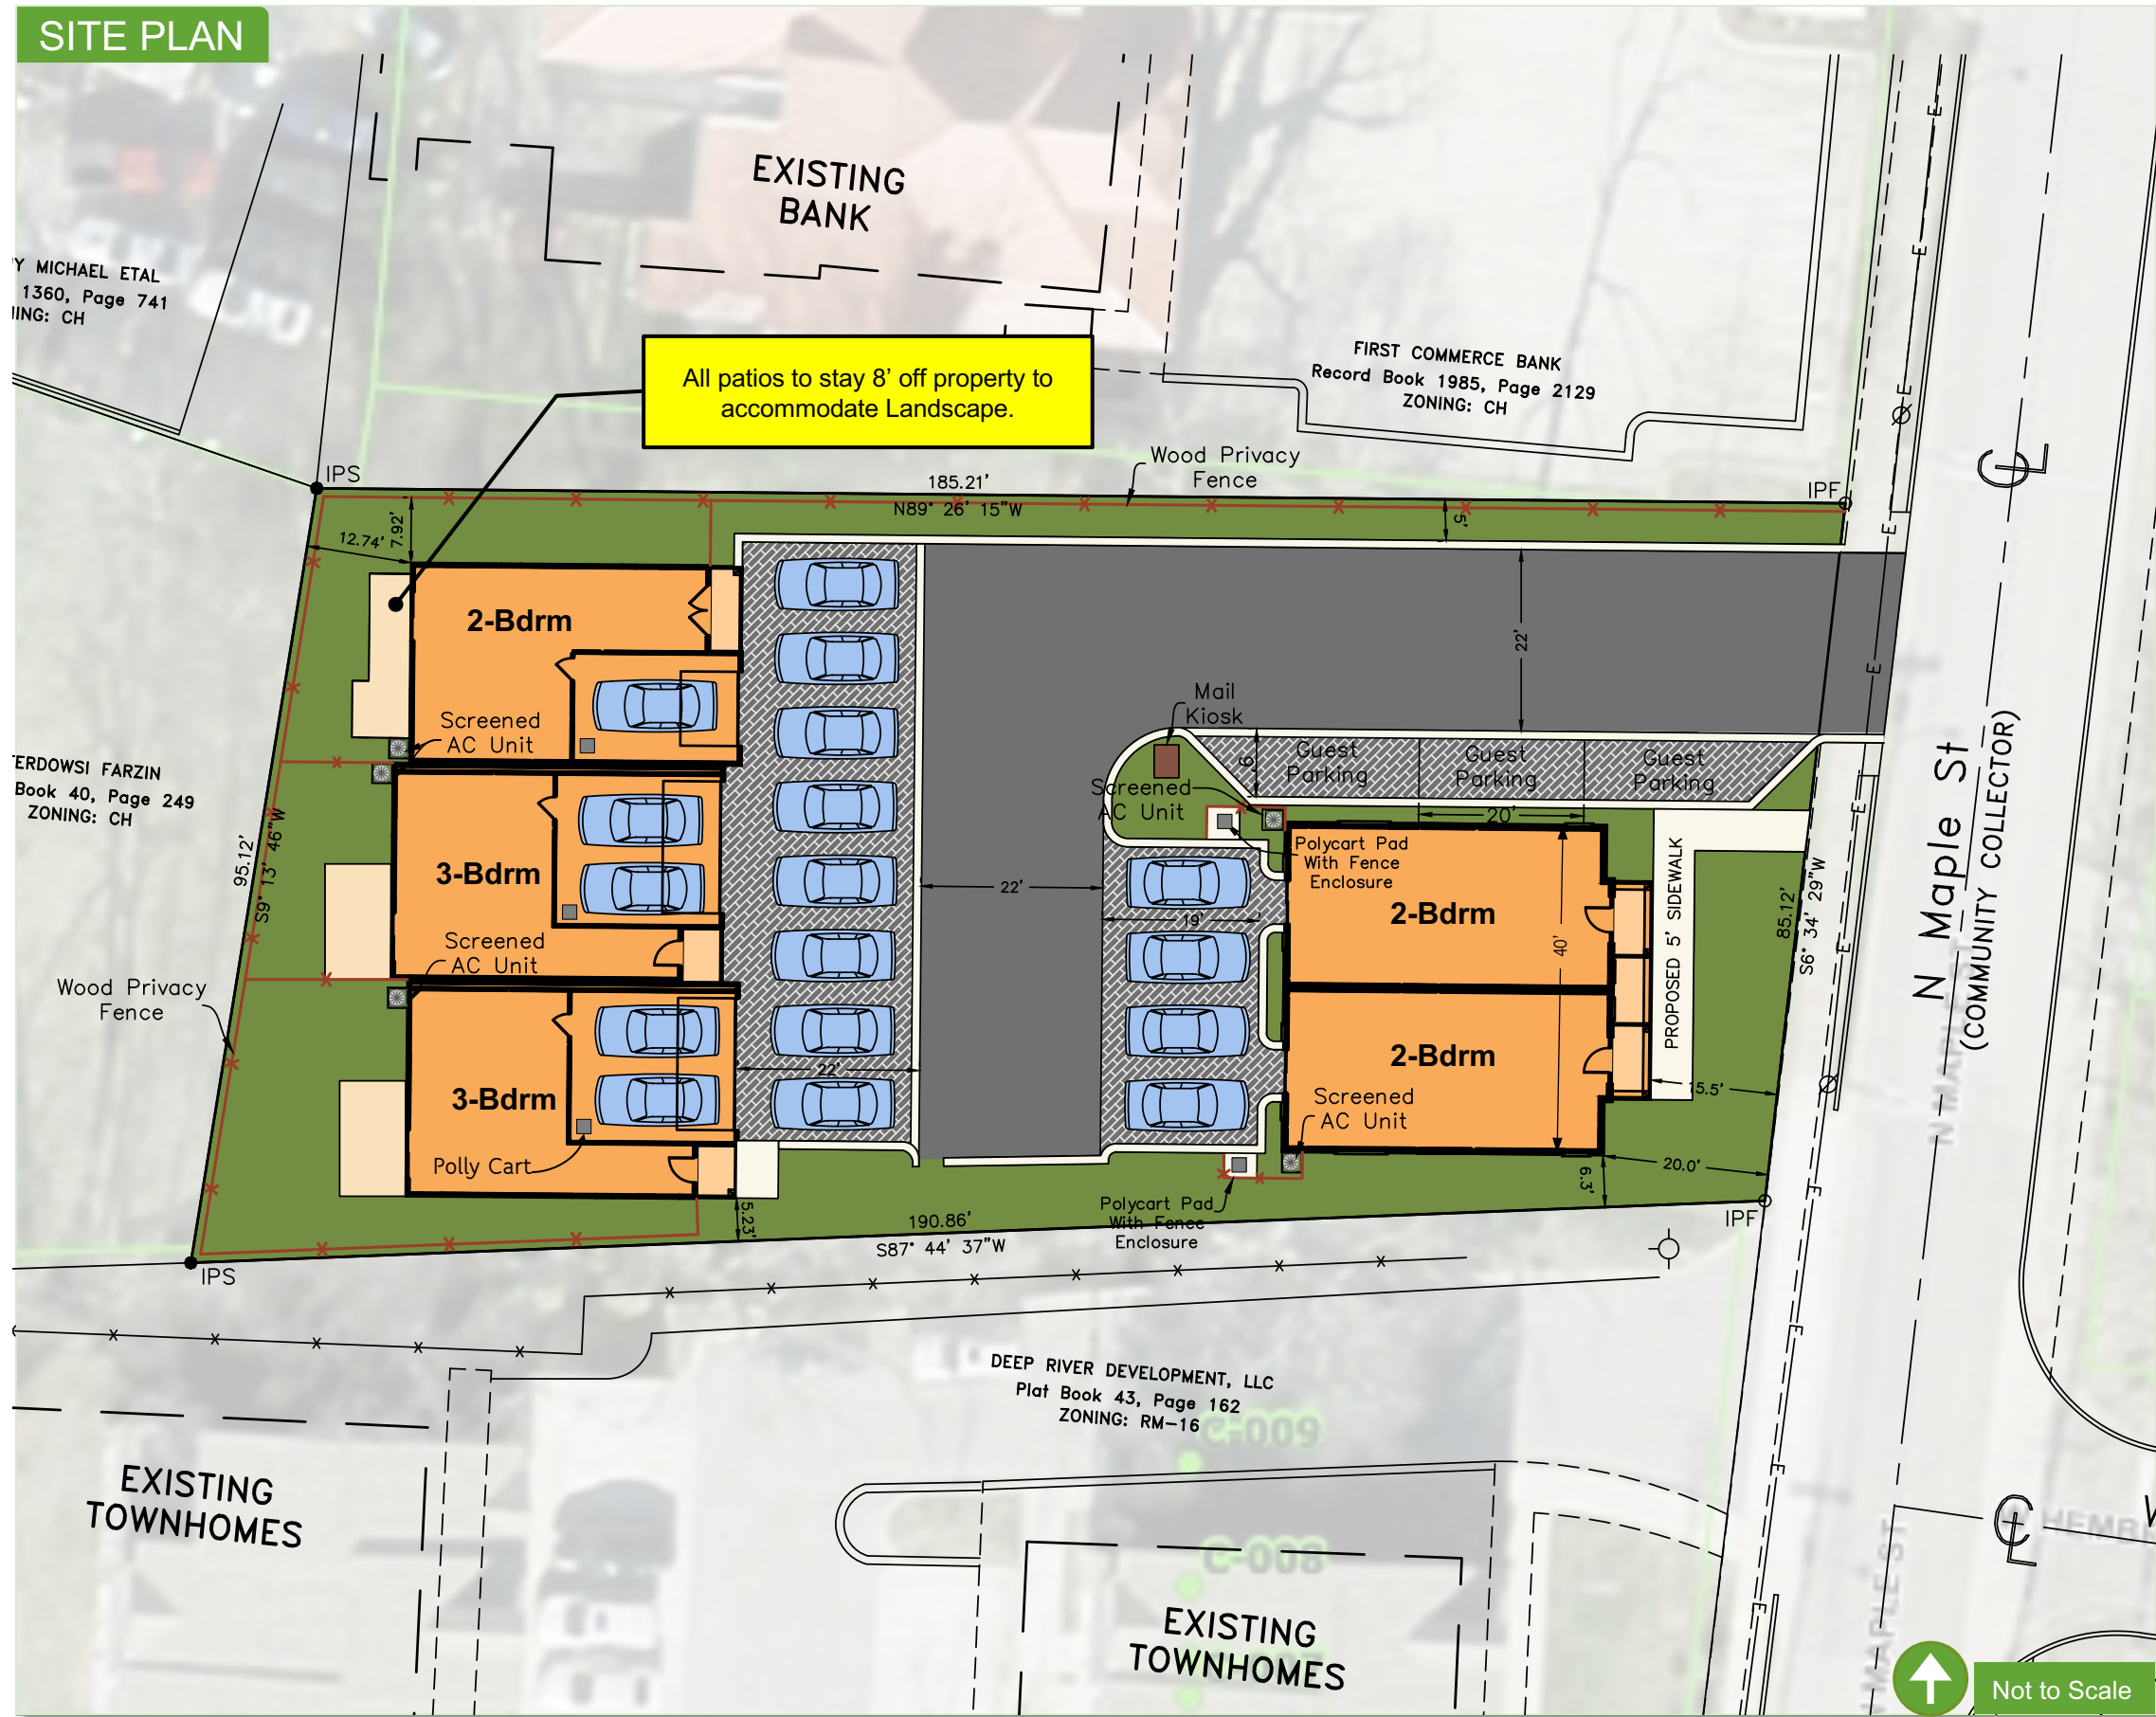 SITE PLAN
EXISTING
BANK
Y MICHAEL ETAL
1360, Page 741
ING: CH
All patios to stay 8’ off property to
accommodate Landscape.
FIRST COMMERCE BANK
Record Book 1985, Page 2129
ZONING: CH
Wood Privacy
Fence
IPS
185.21'
N89° 26' 15"W
IPF
5'
12.74'
7.92'
2-Bdrm
22'
Screened
AC Unit
Mail
Kiosk
Guest
Parking
Guest
Parking
Guest
Parking
9'
Screened
AC Unit
20'
ERDOWSI FARZIN
Book 40, Page 249
ZONING: CH
95.12'
S9° 13' 46"W
3-Bdrm
Polycart Pad
With Fence
Enclosure
22'
19'
2-Bdrm
40'
PROPOSED 5' SIDEWALK
85.12'
S6° 34' 29"W
N Maple St
(COMMUNITY COLLECTOR)
Screened
AC Unit
Wood Privacy
Fence
3-Bdrm
22'
2-Bdrm
Screened
AC Unit
15.5'
N MAPLE ST
Polly Cart
20.0'
6.3'
5.23'
Polycart Pad
With Fence
Enclosure
190.86'
S87° 44' 37"W
IPF
IPS
DEEP RIVER DEVELOPMENT, LLC
Plat Book 43, Page 162
ZONING: RM-16
C-009
EXISTING
TOWNHOMES
C-008
EXISTING
TOWNHOMES
W HEMB
N MAPLE ST
Not to Scale